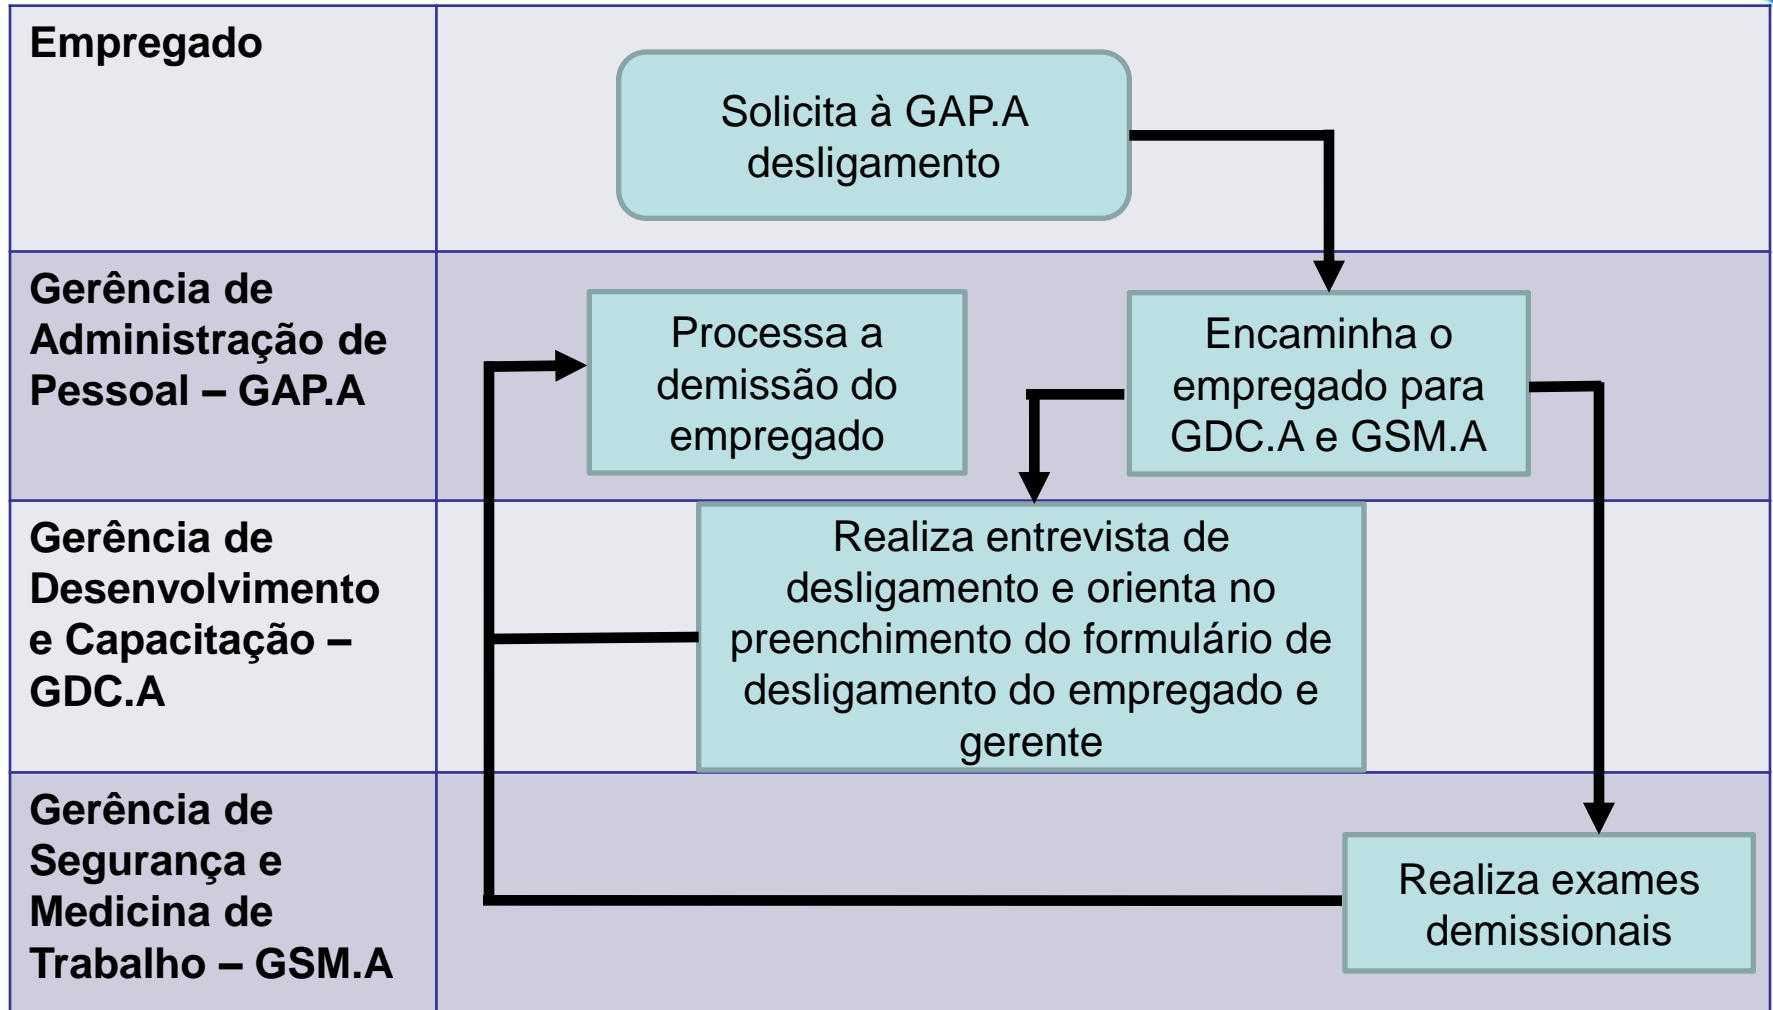 Empregado
Solicita à GAP.A
desligamento
Gerência de
Administração de
Pessoal – GAP.A
Processa a
demissão do
empregado
Encaminha o
empregado para
GDC.A e GSM.A
Gerência de
Desenvolvimento
e Capacitação –
GDC.A
Realiza entrevista de
desligamento e orienta no
preenchimento do formulário de
desligamento do empregado e
gerente
Gerência de
Segurança e
Medicina de
Trabalho – GSM.A
Realiza exames
demissionais